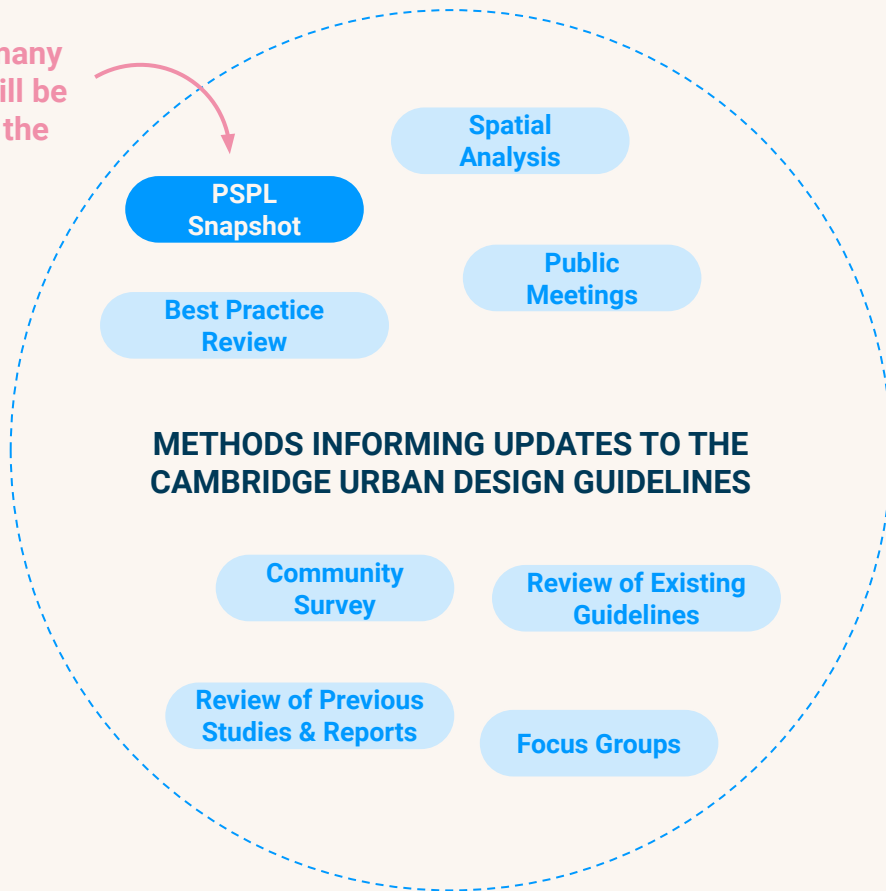 many
ill be
the
Spatial
Analysis
PSPL
Snapshot
Public
Meetings
Best Practice
Review
METHODS INFORMING UPDATES TO THE
CAMBRIDGE URBAN DESIGN GUIDELINES
Community
Survey
Review of Existing
Guidelines
Review of Previous
Studies & Reports
Focus Groups